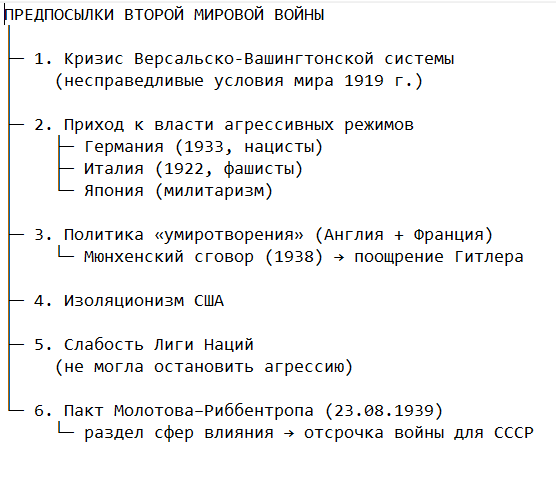 ПРЕДПОСЫЛКИ ВТОРОЙ МИРОВОЙ ВОЙНЫ
1. Кризис Версальско-Вашингтонской системы
(несправедливые условия мира 1919 г.)
2. Приход к власти агрессивных режимов
Германия (1933, нацисты)
Италия (1922, фашисты)
Япония (милитаризм)
3. Политика «умиротворения» (Англия + Франция)
Мюнхенский сговор (1938) → поощрение Гитлера
4. Изоляционизм США
5. Слабость Лиги Наций
(не могла остановить агрессию)
6. Пакт Молотова–Риббентропа (23.08.1939)
раздел сфер влияния → отсрочка войны для СССР